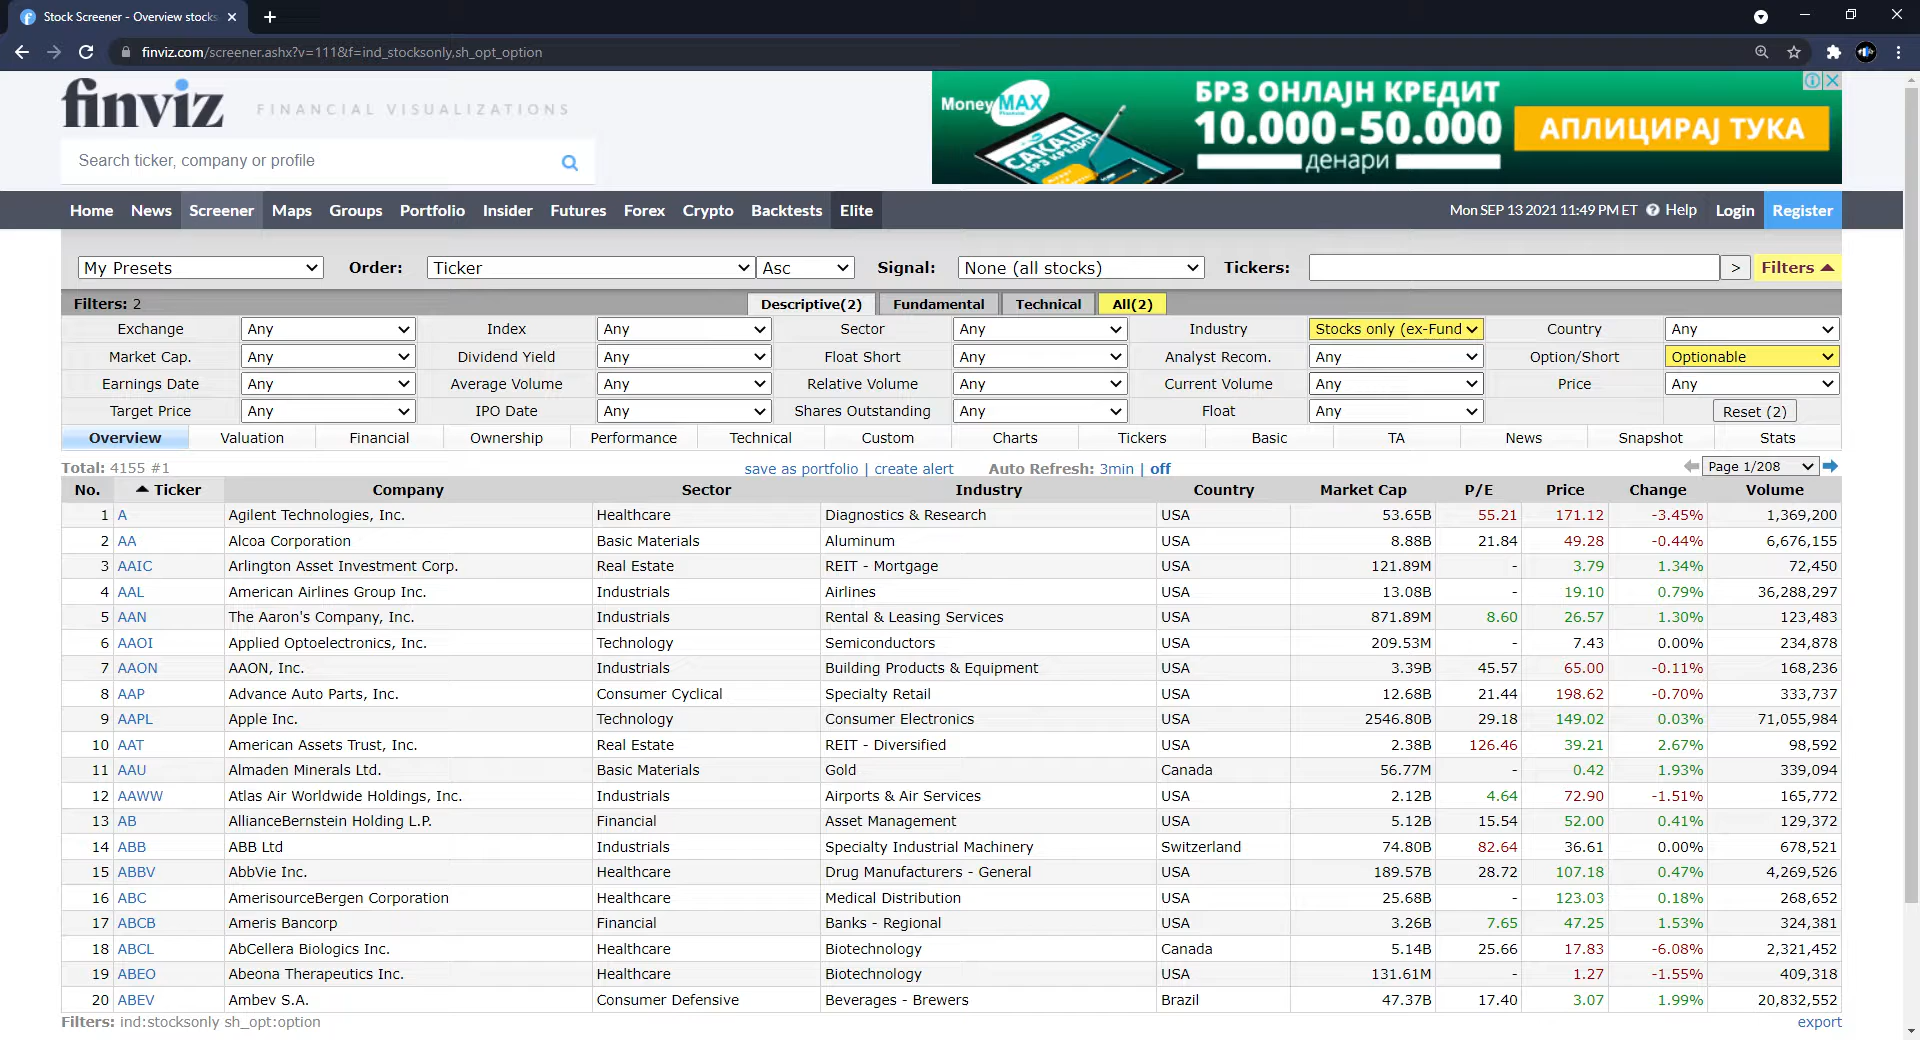 Stock Screener - Overview stocks
finviz.com/screener.ashx?v=111&f=ind_stocksonly,sh_opt_option
finviz FINANCIAL VISUALIZATIONS
Search ticker, company or profile
MoneyMAX
САКАШ БРЗ КРЕДИТ?
БРЗ ОНЛАЈН КРЕДИТ
10.000-50.000
денари
АПЛИЦИРАЈ ТУКА
Home News Screener Maps Groups Portfolio Insider Futures Forex Crypto Backtests Elite Mon SEP 13 2021 11:49 PM ET Help Login Register
My Presets Order: Ticker Asc Signal: None (all stocks) Tickers: > Filters
Filters: 2 Descriptive(2) Fundamental Technical All(2)
Exchange Any Index Any Sector Any Industry Stocks only (ex-Fund Country Any
Market Cap. Any Dividend Yield Any Float Short Any Analyst Recom. Any Option/Short Optionable
Earnings Date Any Average Volume Any Relative Volume Any Current Volume Any Price Any
Target Price Any IPO Date Any Shares Outstanding Any Float Any Reset (2)
Overview Valuation Financial Ownership Performance Technical Custom Charts Tickers Basic TA News Snapshot Stats
Total: 4155 #1 save as portfolio | create alert Auto Refresh: 3min | off Page 1/208
No. Ticker Company Sector Industry Country Market Cap P/E Price Change Volume
1 A Agilent Technologies, Inc. Healthcare Diagnostics & Research USA 53.65B 55.21 171.12 -3.45% 1,369,200
2 AA Alcoa Corporation Basic Materials Aluminum USA 8.88B 21.84 49.28 -0.44% 6,676,155
3 AAIC Arlington Asset Investment Corp. Real Estate REIT - Mortgage USA 121.89M - 3.79 1.34% 72,450
4 AAL American Airlines Group Inc. Industrials Airlines USA 13.08B - 19.10 0.79% 36,288,297
5 AAN The Aaron's Company, Inc. Industrials Rental & Leasing Services USA 871.89M 8.60 26.57 1.30% 123,483
6 AAOI Applied Optoelectronics, Inc. Technology Semiconductors USA 209.53M - 7.43 0.00% 234,878
7 AAON AAON, Inc. Industrials Building Products & Equipment USA 3.39B 45.57 65.00 -0.11% 168,236
8 AAP Advance Auto Parts, Inc. Consumer Cyclical Specialty Retail USA 12.68B 21.44 198.62 -0.70% 333,737
9 AAPL Apple Inc. Technology Consumer Electronics USA 2546.80B 29.18 149.02 0.03% 71,055,984
10 AAT American Assets Trust, Inc. Real Estate REIT - Diversified USA 2.38B 126.46 39.21 2.67% 98,592
11 AAU Almaden Minerals Ltd. Basic Materials Gold Canada 56.77M - 0.42 1.93% 339,094
12 AAWW Atlas Air Worldwide Holdings, Inc. Industrials Airports & Air Services USA 2.12B 4.64 72.90 -1.51% 165,772
13 AB AllianceBernstein Holding L.P. Financial Asset Management USA 5.12B 15.54 52.00 0.41% 129,372
14 ABB ABB Ltd Industrials Specialty Industrial Machinery Switzerland 74.80B 82.64 36.61 0.00% 678,521
15 ABBV AbbVie Inc. Healthcare Drug Manufacturers - General USA 189.57B 28.72 107.18 0.47% 4,269,526
16 ABC AmerisourceBergen Corporation Healthcare Medical Distribution USA 25.68B - 123.03 0.18% 268,652
17 ABCB Ameris Bancorp Financial Banks - Regional USA 3.26B 7.65 47.25 1.53% 324,381
18 ABCL AbCellera Biologics Inc. Healthcare Biotechnology Canada 5.14B 25.66 17.83 -6.08% 2,321,452
19 ABEO Abeona Therapeutics Inc. Healthcare Biotechnology USA 131.61M - 1.27 -1.55% 409,318
20 ABEV Ambev S.A. Consumer Defensive Beverages - Brewers Brazil 47.37B 17.40 3.07 1.99% 20,832,552
Filters: ind:stocksonly sh_opt:option export